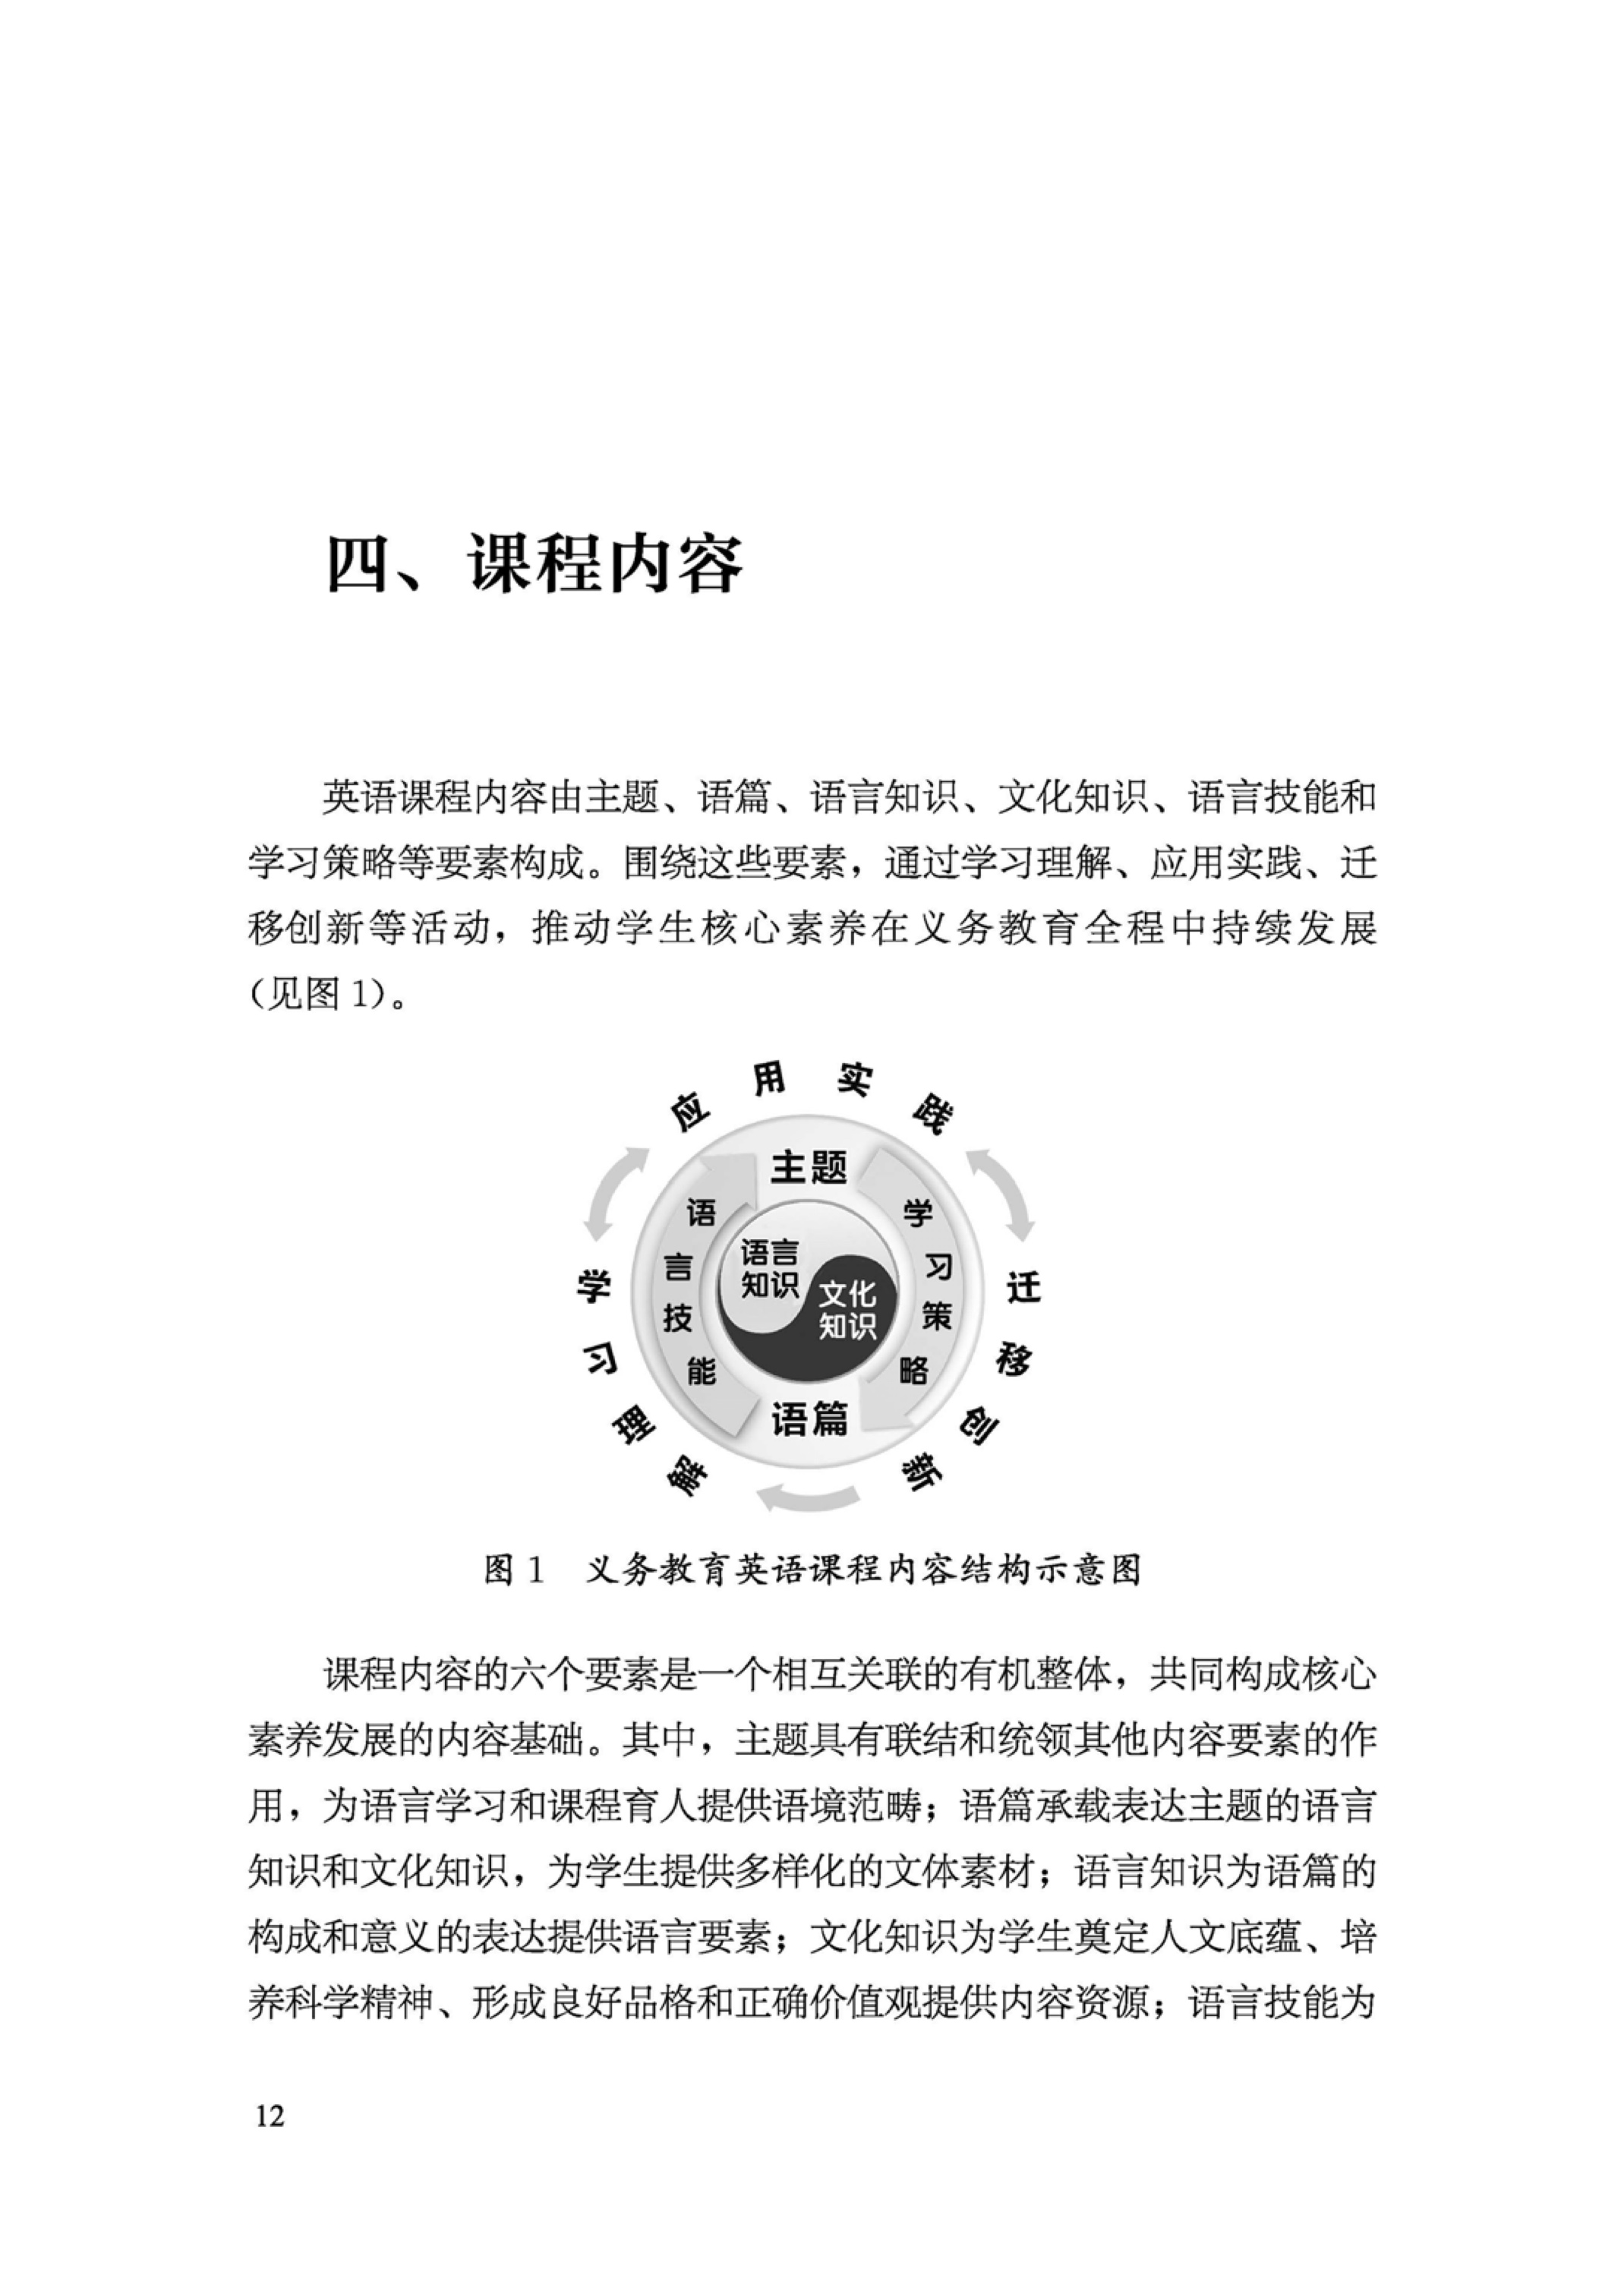 四、课程内容
英语课程内容由主题、语篇、语言知识、文化知识、语言技能和
学习策略等要素构成。围绕这些要素，通过学习理解、应用实践、迁
移创新等活动，推动学生核心素养在义务教育全程中持续发展
（见图 1）。
应用实践
学习理解
迁移创新
主题
语言技能
学习策略
语言
知识
文化
知识
语篇
图 1 义务教育英语课程内容结构示意图
课程内容的六个要素是一个相互关联的有机整体，共同构成核心
素养发展的内容基础。其中，主题具有联结和统领其他内容要素的作
用，为语言学习和课程育人提供语境范畴；语篇承载表达主题的语言
知识和文化知识，为学生提供多样化的文体素材；语言知识为语篇的
构成和意义的表达提供语言要素；文化知识为学生奠定人文底蕴、培
养科学精神、形成良好品格和正确价值观提供内容资源；语言技能为
12